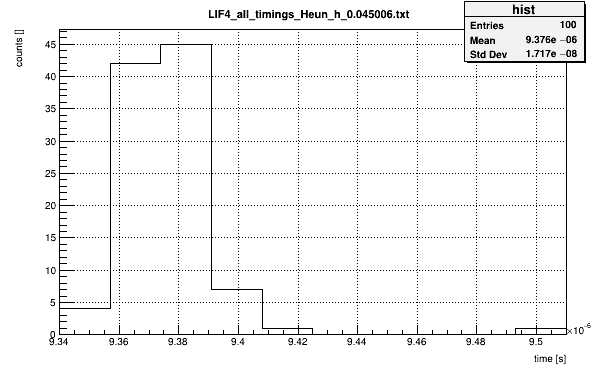 LIF4_all_timings_Heun_h_0.045006.txt
hist
Entries 100
Mean 9.376e −06
Std Dev 1.717e −08
counts []
45
40
35
30
25
20
15
10
5
0
9.34 9.36 9.38 9.4 9.42 9.44 9.46 9.48 9.5
×10⁻⁶
time [s]